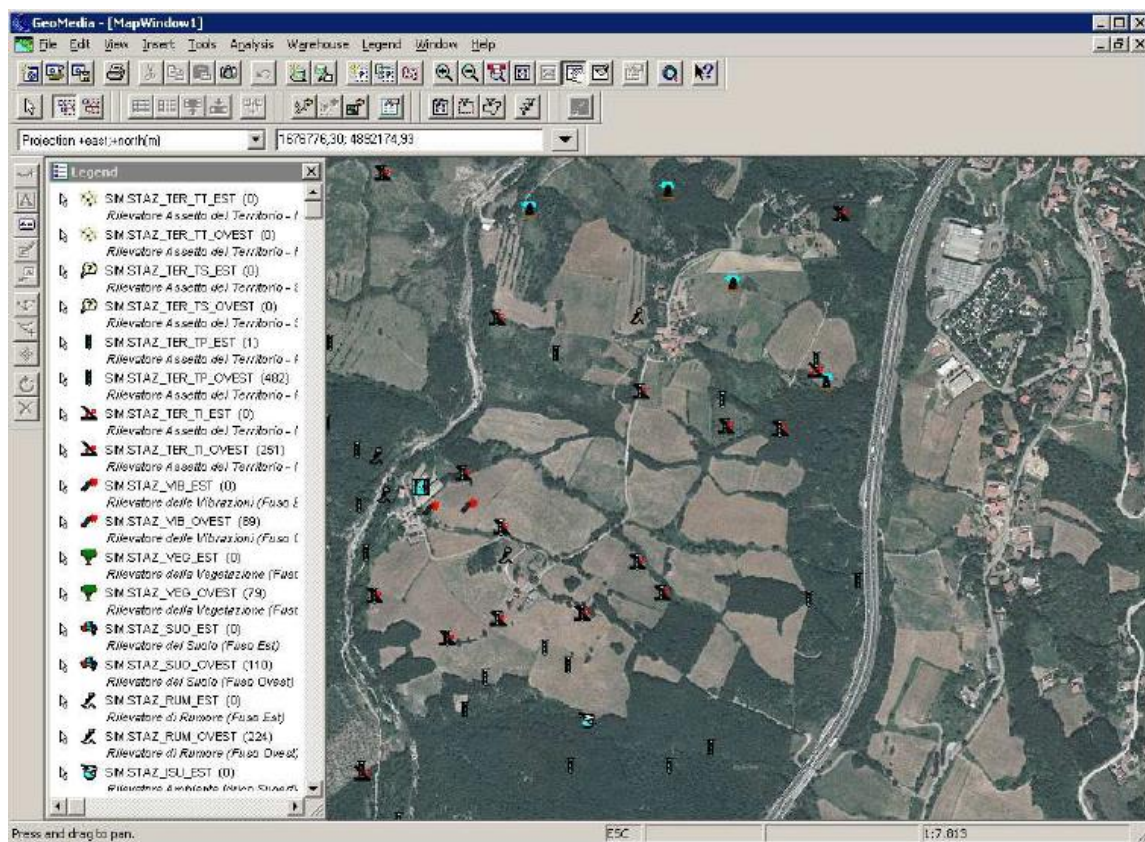 GeoMedia - [MapWindow1]
File Edit View Insert Tools Analysis Warehouse Legend Window Help
Projection +east;+north(m) 1676776,30; 4892174,93
Legend
SIM.STAZ_TER_TT_EST (0)
Rilevatore Assetto del Territorio -
SIM.STAZ_TER_TT_OVEST (0)
Rilevatore Assetto del Territorio -
SIM.STAZ_TER_TS_EST (0)
Rilevatore Assetto del Territorio - S
SIM.STAZ_TER_TS_OVEST (0)
Rilevatore Assetto del Territorio - S
SIM.STAZ_TER_TP_EST (1)
Rilevatore Assetto del Territorio -
SIM.STAZ_TER_TP_OVEST (482)
Rilevatore Assetto del Territorio -
SIM.STAZ_TER_TI_EST (0)
Rilevatore Assetto del Territorio -
SIM.STAZ_TER_TI_OVEST (251)
Rilevatore Assetto del Territorio -
SIM.STAZ_VIB_EST (0)
Rilevatore delle Vibrazioni (Fuso E
SIM.STAZ_VIB_OVEST (89)
Rilevatore delle Vibrazioni (Fuso
SIM.STAZ_VEG_EST (0)
Rilevatore della Vegetazione (Fus
SIM.STAZ_VEG_OVEST (79)
Rilevatore della Vegetazione (Fus
SIM.STAZ_SUO_EST (0)
Rilevatore del Suolo (Fuso Est)
SIM.STAZ_SUO_OVEST (110)
Rilevatore del Suolo (Fuso Ovest)
SIM.STAZ_RUM_EST (0)
Rilevatore di Rumore (Fuso Est)
SIM.STAZ_RUM_OVEST (224)
Rilevatore di Rumore (Fuso Ovest)
SIM.STAZ_ISU_EST (0)
Rilevatore Ambiente Idrico Superf
Press and drag to pan. ESC 1:7.813